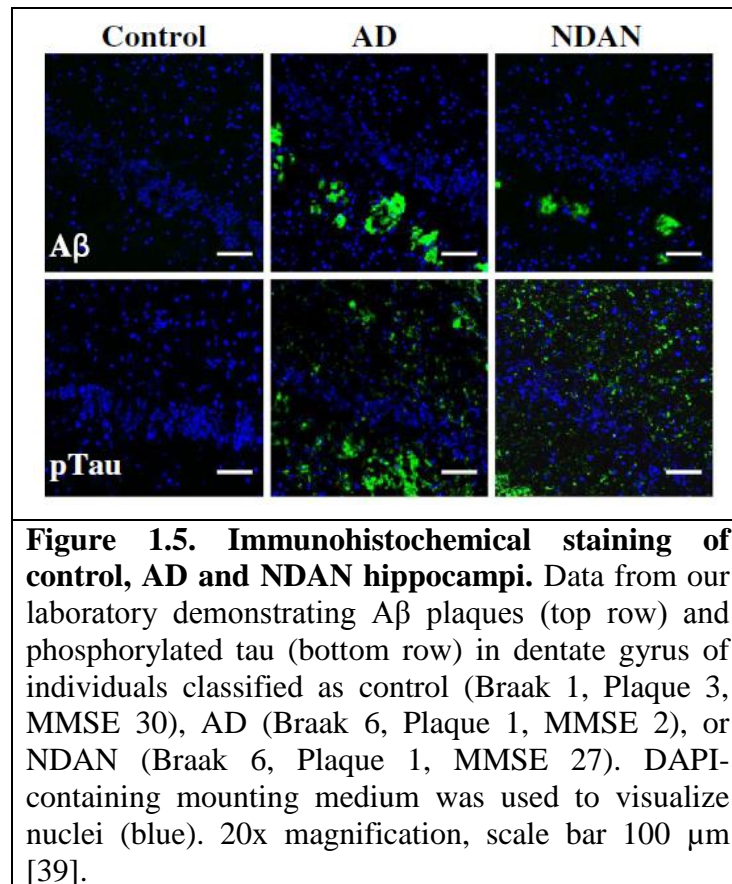 Control AD NDAN
Aβ
pTau
Figure 1.5. Immunohistochemical staining of
control, AD and NDAN hippocampi. Data from our
laboratory demonstrating Aβ plaques (top row) and
phosphorylated tau (bottom row) in dentate gyrus of
individuals classified as control (Braak 1, Plaque 3,
MMSE 30), AD (Braak 6, Plaque 1, MMSE 2), or
NDAN (Braak 6, Plaque 1, MMSE 27). DAPI-
containing mounting medium was used to visualize
nuclei (blue). 20x magnification, scale bar 100 µm
[39].